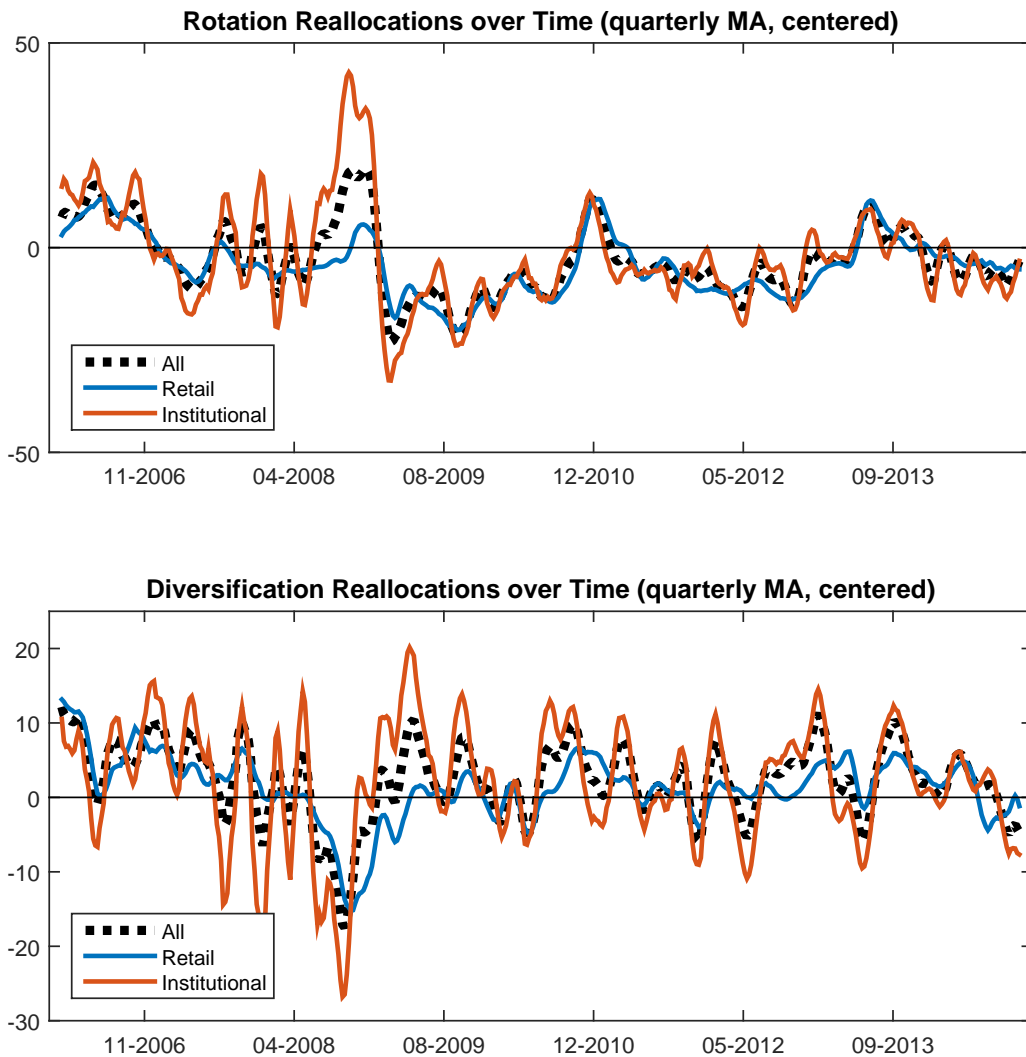 Rotation Reallocations over Time (quarterly MA, centered)
50
0
-50
All
Retail
Institutional
11-2006 04-2008 08-2009 12-2010 05-2012 09-2013
Diversification Reallocations over Time (quarterly MA, centered)
20
10
0
-10
-20
-30
All
Retail
Institutional
11-2006 04-2008 08-2009 12-2010 05-2012 09-2013